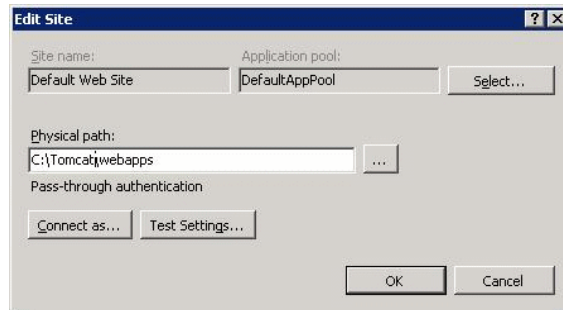 Edit Site
Site name: Application pool:
Default Web Site DefaultAppPool Select...
Physical path:
C:\Tomcat\webapps ...
Pass-through authentication
Connect as... Test Settings...
OK Cancel